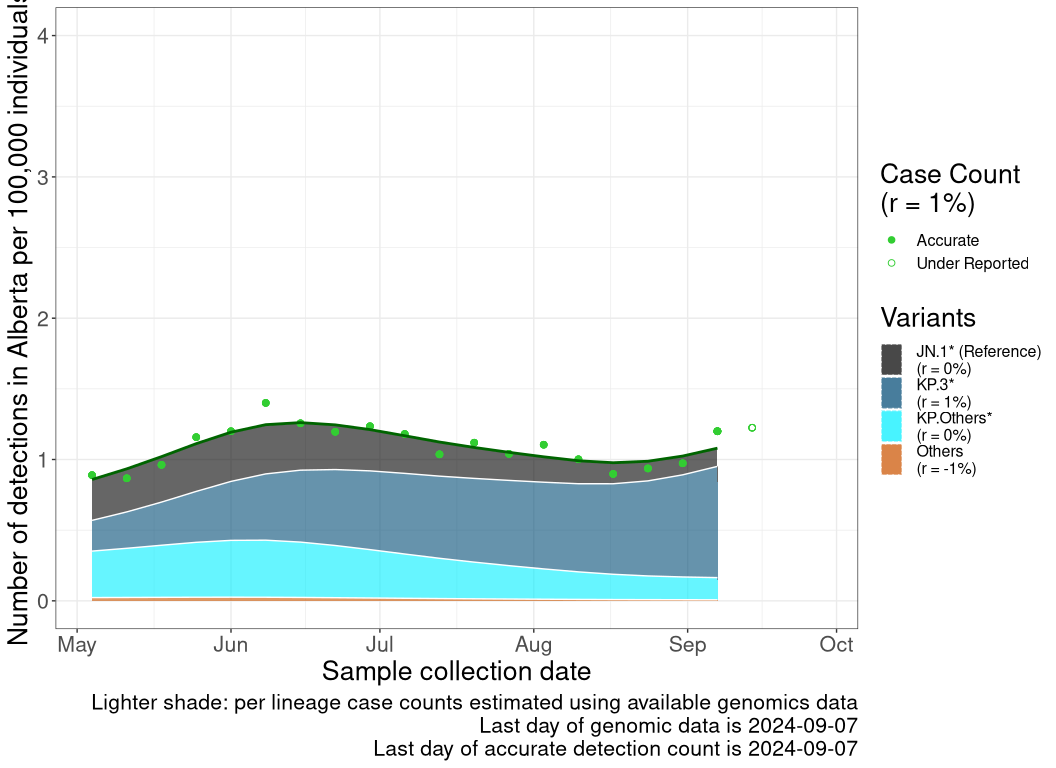 Number of detections in Alberta per 100,000 individuals
4
3
2
1
0
May Jun Jul Aug Sep Oct
Sample collection date
Lighter shade: per lineage case counts estimated using available genomics data
Last day of genomic data is 2024-09-07
Last day of accurate detection count is 2024-09-07
Case Count
(r = 1%)
Accurate
Under Reported
Variants
JN.1* (Reference)
(r = 0%)
KP.3*
(r = 1%)
KP.Others*
(r = 0%)
Others
(r = -1%)